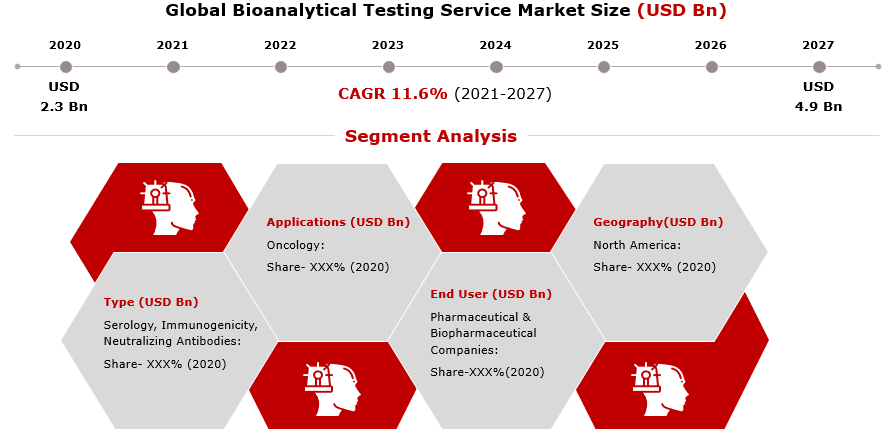 Global Bioanalytical Testing Service Market Size (USD Bn)
2020 2021 2022 2023 2024 2025 2026 2027
USD
2.3 Bn
USD
4.9 Bn
CAGR 11.6% (2021-2027)
Segment Analysis
Type (USD Bn)
Serology, Immunogenicity,
Neutralizing Antibodies:
Share- XXX% (2020)
Applications (USD Bn)
Oncology:
Share- XXX% (2020)
End User (USD Bn)
Pharmaceutical &
Biopharmaceutical
Companies:
Share-XXX%(2020)
Geography(USD Bn)
North America:
Share- XXX% (2020)